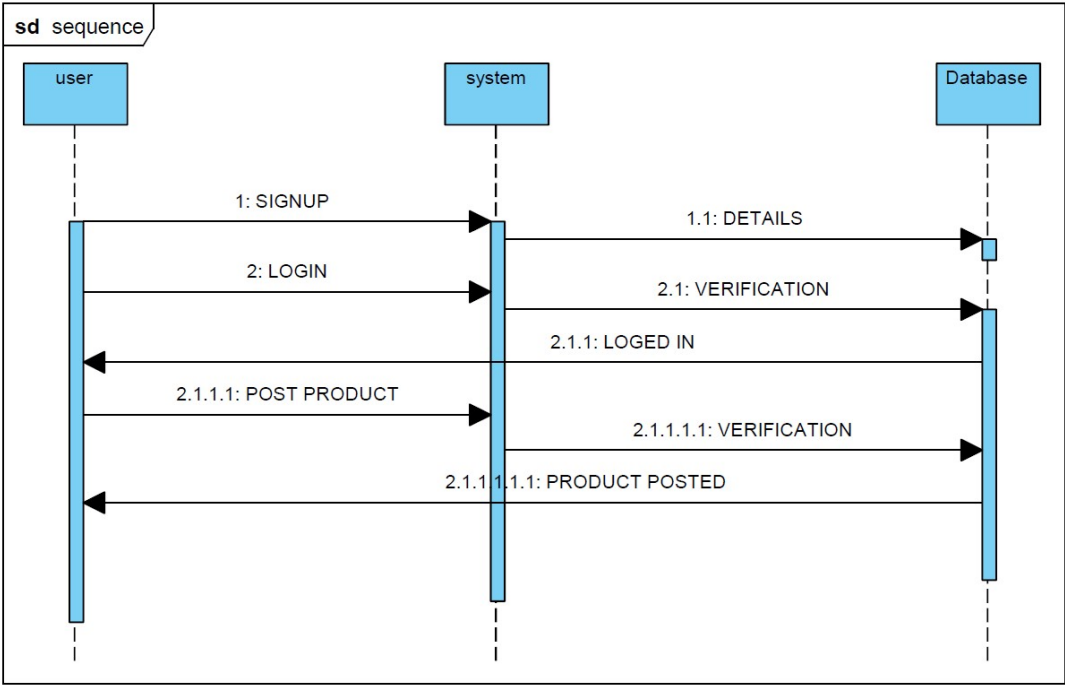 sd sequence
user
system
Database
1: SIGNUP
1.1: DETAILS
2: LOGIN
2.1: VERIFICATION
2.1.1: LOGED IN
2.1.1.1: POST PRODUCT
2.1.1.1.1: VERIFICATION
2.1.1.1.1.1: PRODUCT POSTED